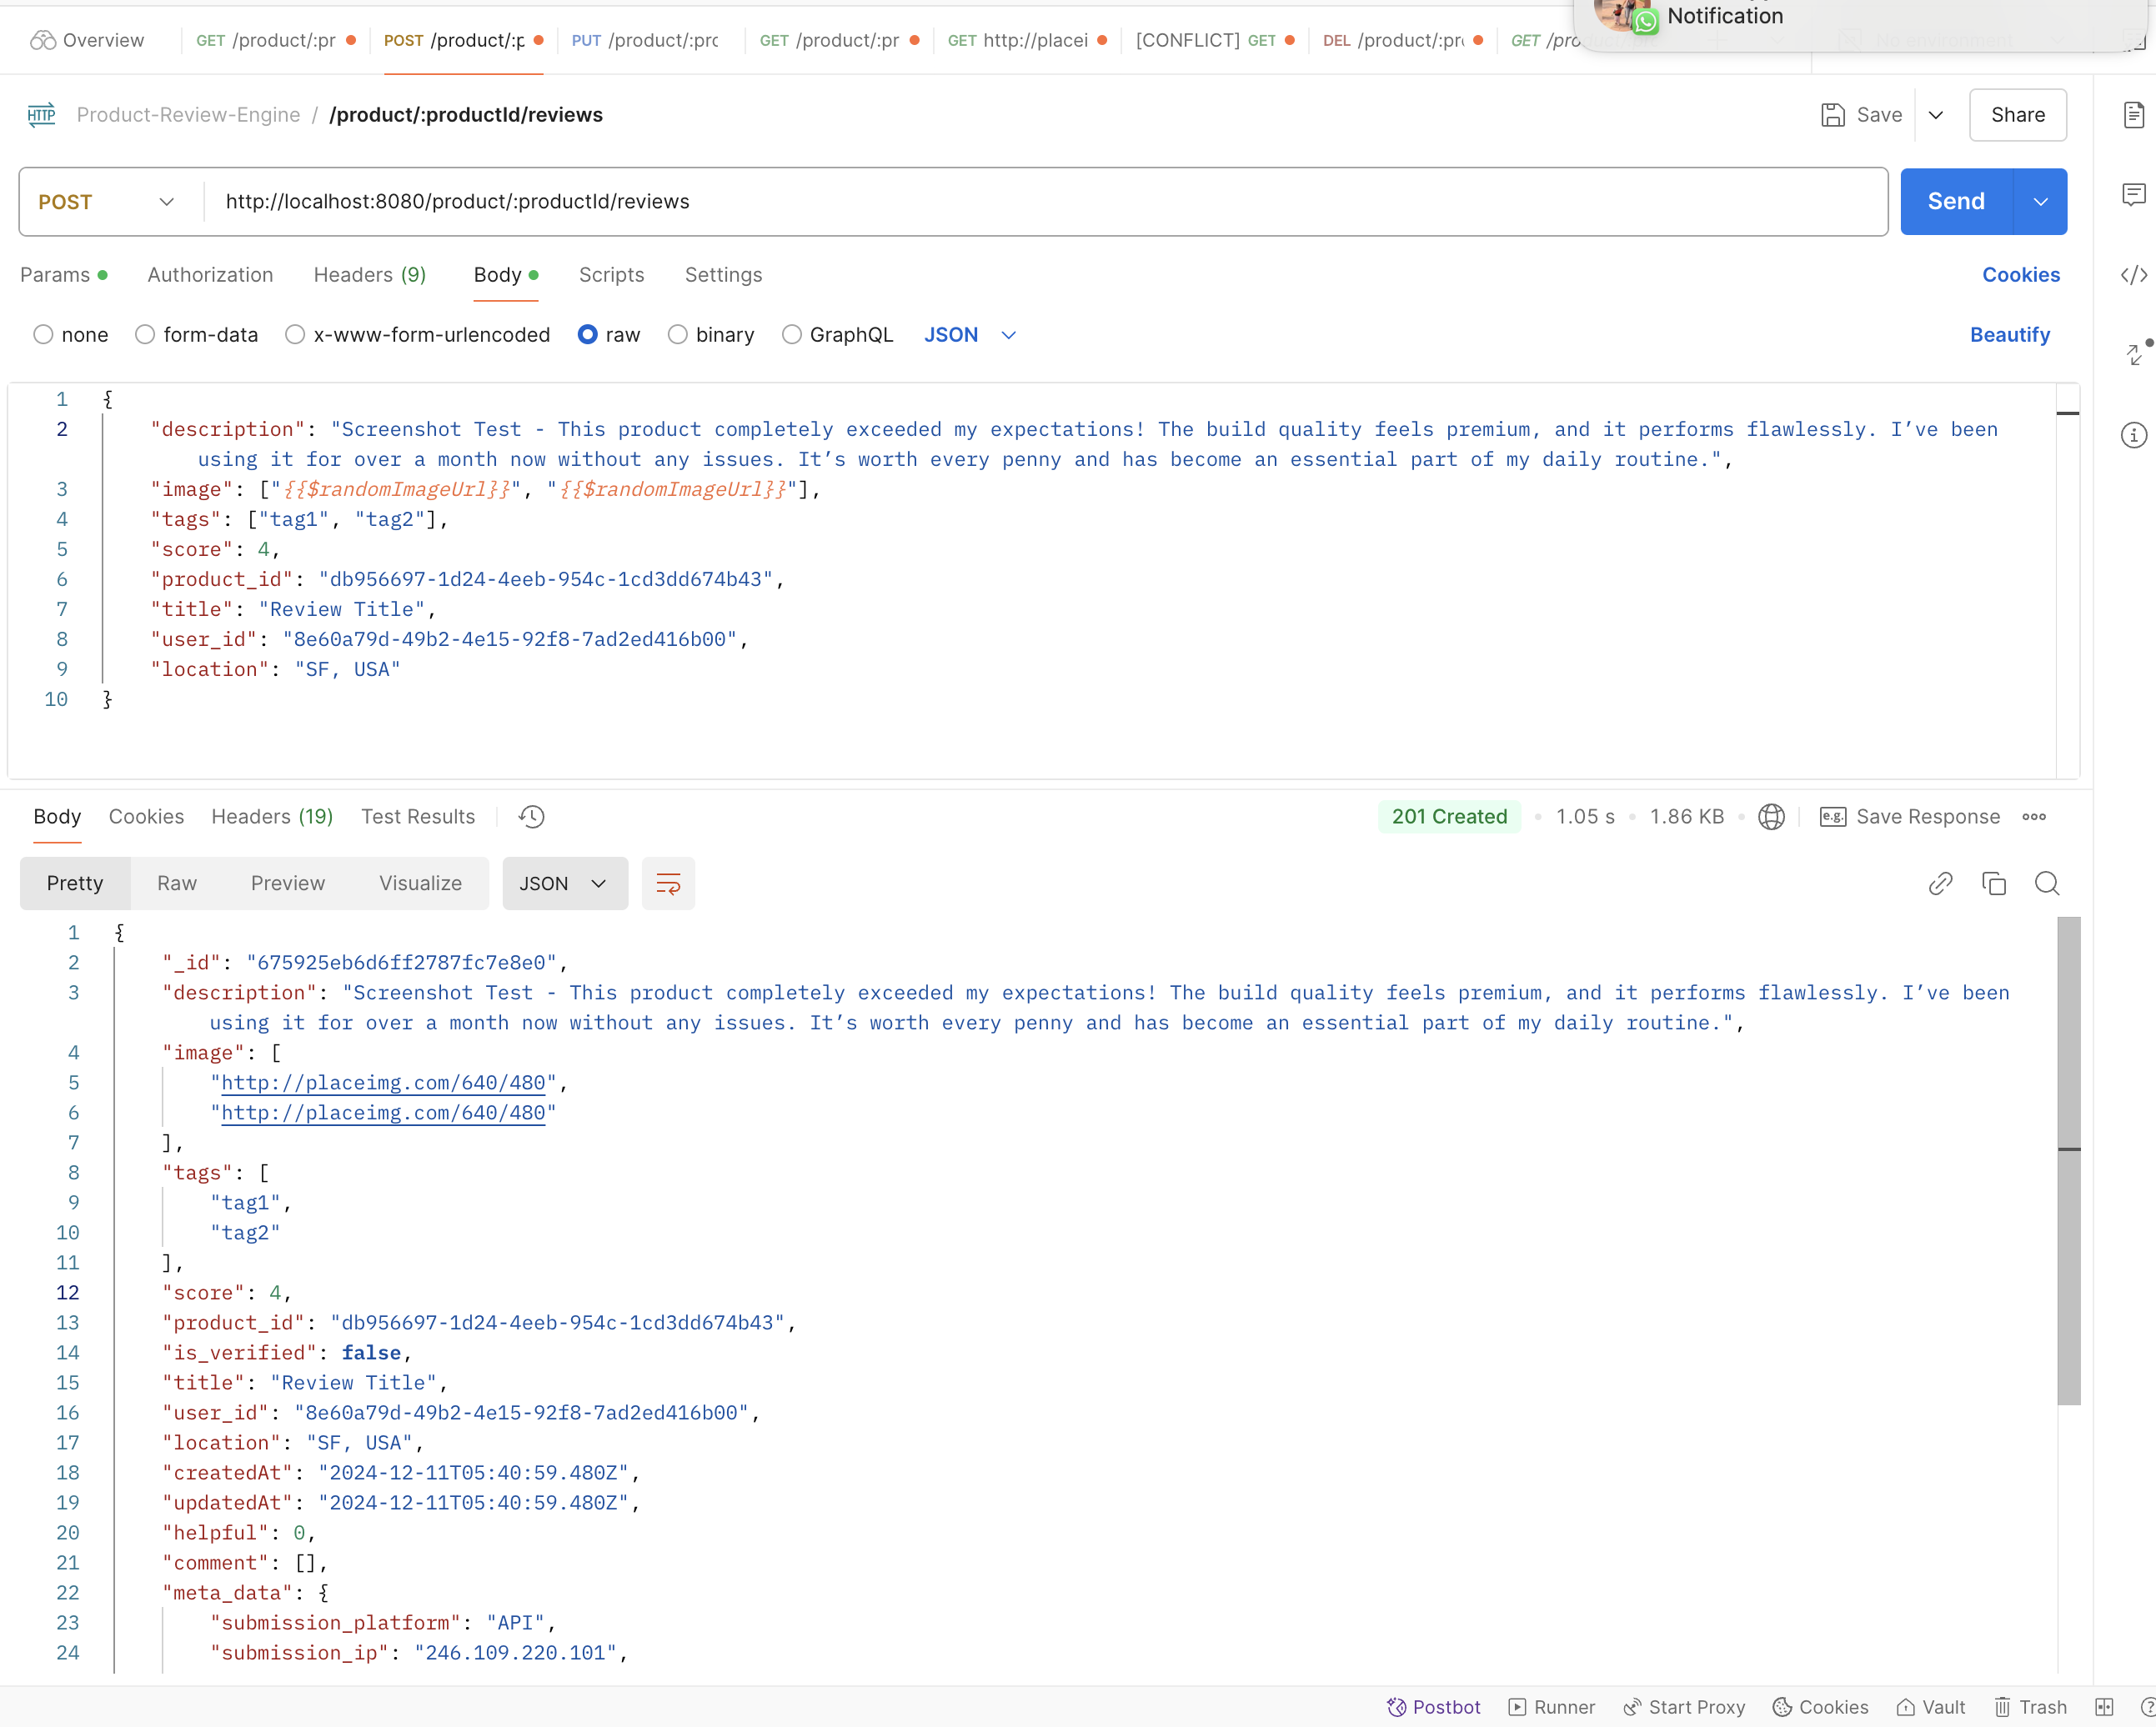 Notification
Overview GET /product/:pr POST /product/:p PUT /product/:pro GET /product/:pr GET http://placei [CONFLICT] GET DEL /product/:pr GET
HTTP Product-Review-Engine / /product/:productId/reviews Save Share
POST http://localhost:8080/product/:productId/reviews Send
Params Authorization Headers (9) Body Scripts Settings Cookies
none form-data x-www-form-urlencoded raw binary GraphQL JSON Beautify
1 {
2 "description": "Screenshot Test - This product completely exceeded my expectations! The build quality feels premium, and it performs flawlessly. I’ve been
using it for over a month now without any issues. It’s worth every penny and has become an essential part of my daily routine.",
3 "image": ["{{$randomImageUrl}}", "{{$randomImageUrl}}"],
4 "tags": ["tag1", "tag2"],
5 "score": 4,
6 "product_id": "db956697-1d24-4eeb-954c-1cd3dd674b43",
7 "title": "Review Title",
8 "user_id": "8e60a79d-49b2-4e15-92f8-7ad2ed416b00",
9 "location": "SF, USA"
10 }
Body Cookies Headers (19) Test Results 201 Created 1.05 s 1.86 KB e.g. Save Response
Pretty Raw Preview Visualize JSON
1 {
2 "_id": "675925eb6d6ff2787fc7e8e0",
3 "description": "Screenshot Test - This product completely exceeded my expectations! The build quality feels premium, and it performs flawlessly. I’ve been
using it for over a month now without any issues. It’s worth every penny and has become an essential part of my daily routine.",
4 "image": [
5 "http://placeimg.com/640/480",
6 "http://placeimg.com/640/480"
7 ],
8 "tags": [
9 "tag1",
10 "tag2"
11 ],
12 "score": 4,
13 "product_id": "db956697-1d24-4eeb-954c-1cd3dd674b43",
14 "is_verified": false,
15 "title": "Review Title",
16 "user_id": "8e60a79d-49b2-4e15-92f8-7ad2ed416b00",
17 "location": "SF, USA",
18 "createdAt": "2024-12-11T05:40:59.480Z",
19 "updatedAt": "2024-12-11T05:40:59.480Z",
20 "helpful": 0,
21 "comment": [],
22 "meta_data": {
23 "submission_platform": "API",
24 "submission_ip": "246.109.220.101",
Postbot Runner Start Proxy Cookies Vault Trash